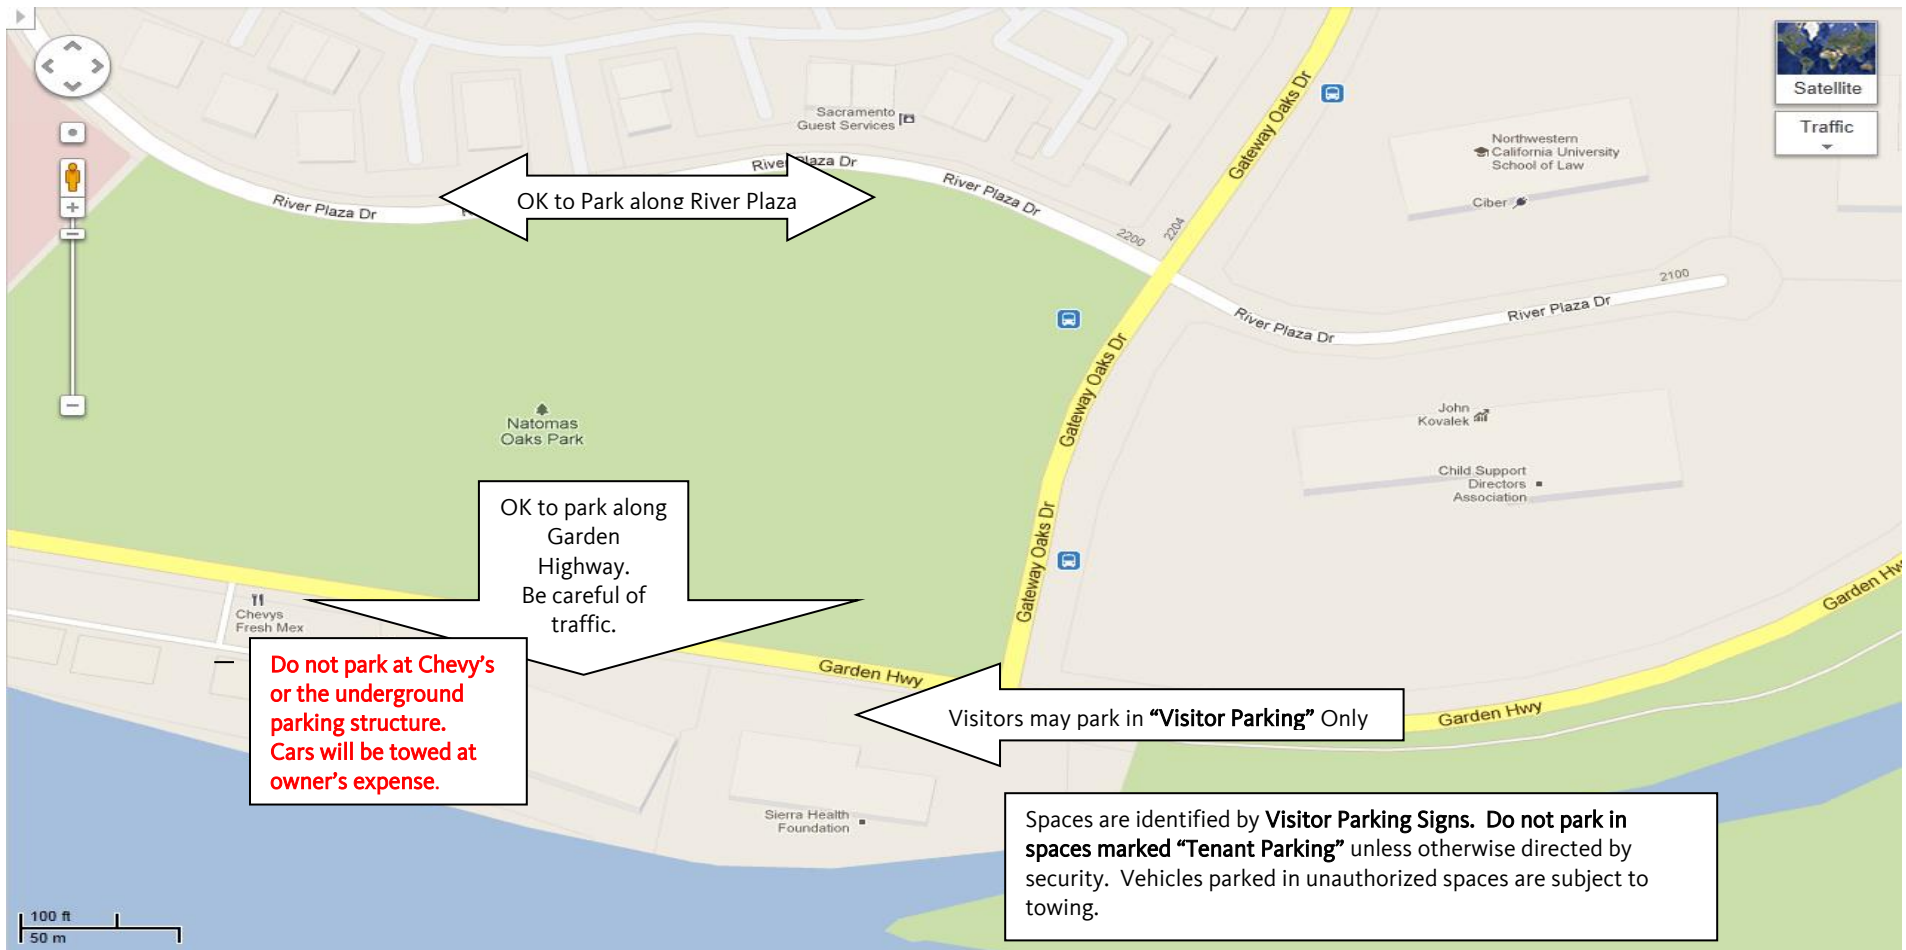 Satellite
Traffic
Sacramento
Guest Services
Northwestern
California University
School of Law
Ciber
Gateway Oaks Dr
River Plaza Dr
River Plaza Dr
River Plaza Dr
OK to Park along River Plaza
2200
2204
2100
River Plaza Dr
River Plaza Dr
Gateway Oaks Dr
Natomas
Oaks Park
John
Kovalek
Child Support
Directors
Association
OK to park along
Garden
Highway.
Be careful of
traffic.
Gateway Oaks Dr
Garden Hw
Chevys
Fresh Mex
Do not park at Chevy’s
or the underground
parking structure.
Cars will be towed at
owner’s expense.
Garden Hwy
Visitors may park in “Visitor Parking” Only
Garden Hwy
Sierra Health
Foundation
Spaces are identified by Visitor Parking Signs.  Do not park in
spaces marked “Tenant Parking” unless otherwise directed by
security.  Vehicles parked in unauthorized spaces are subject to
towing.
100 ft
50 m